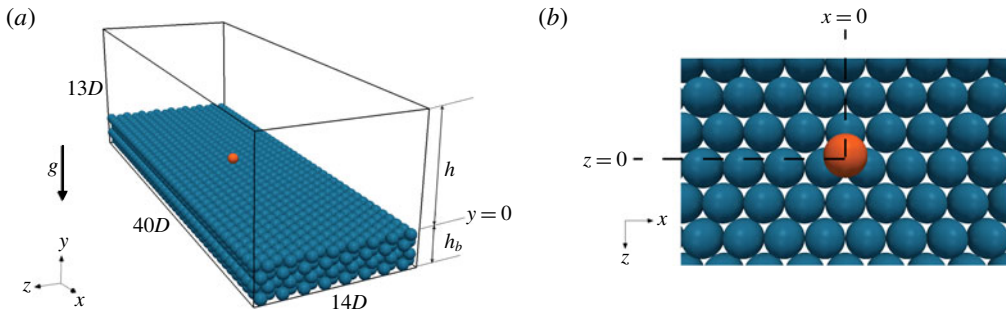 (a)
13D
g
h
y = 0
h_b
40D
14D
y
z
x
(b)
x = 0
z = 0
x
z